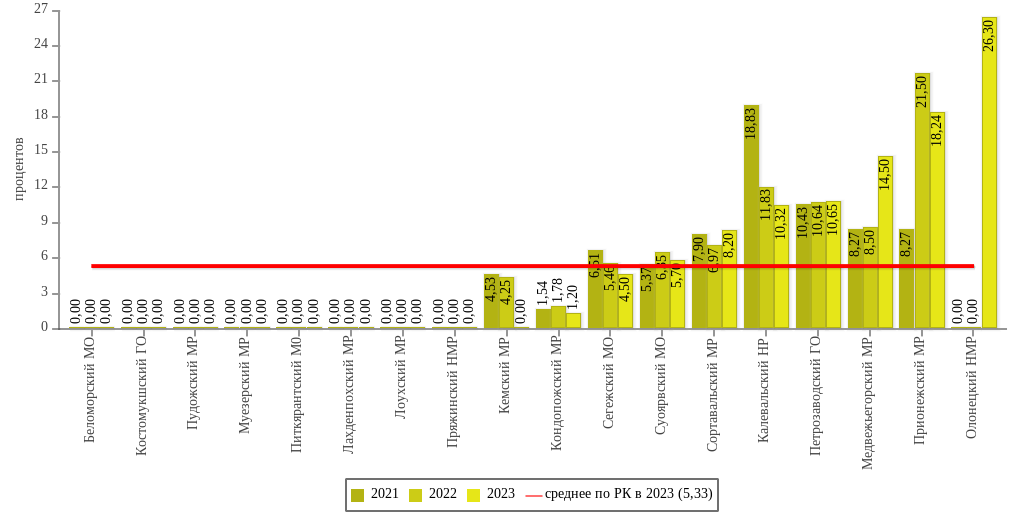 27
24
21
18
15
12
9
6
3
0
процентов
0,00 0,00 0,00
0,00 0,00 0,00
0,00 0,00 0,00
0,00 0,00 0,00
0,00 0,00 0,00
0,00 0,00 0,00
0,00 0,00 0,00
0,00 0,00 0,00
4,53 4,25 0,00
1,54 1,78 1,20
6,51 5,46 4,50
5,37 6,35 5,70
7,90 6,97 8,20
18,83 11,83 10,32
10,43 10,64 10,65
8,27 8,50 14,50
8,27 21,50 18,24
0,00 0,00 26,30
Беломорский МО
Костомукшский ГО
Пудожский МР
Муезерский МР
Питкярантский М0
Лахденпохский МР
Лоухский МР
Пряжинский НМР
Кемский МР
Кондопожский МР
Сегежский МО
Суоярвский МО
Сортавальский МР
Калевальский НР
Петрозаводский ГО
Медвежьегорский МР
Прионежский МР
Олонецкий НМР
2021 2022 2023 среднее по РК в 2023 (5,33)